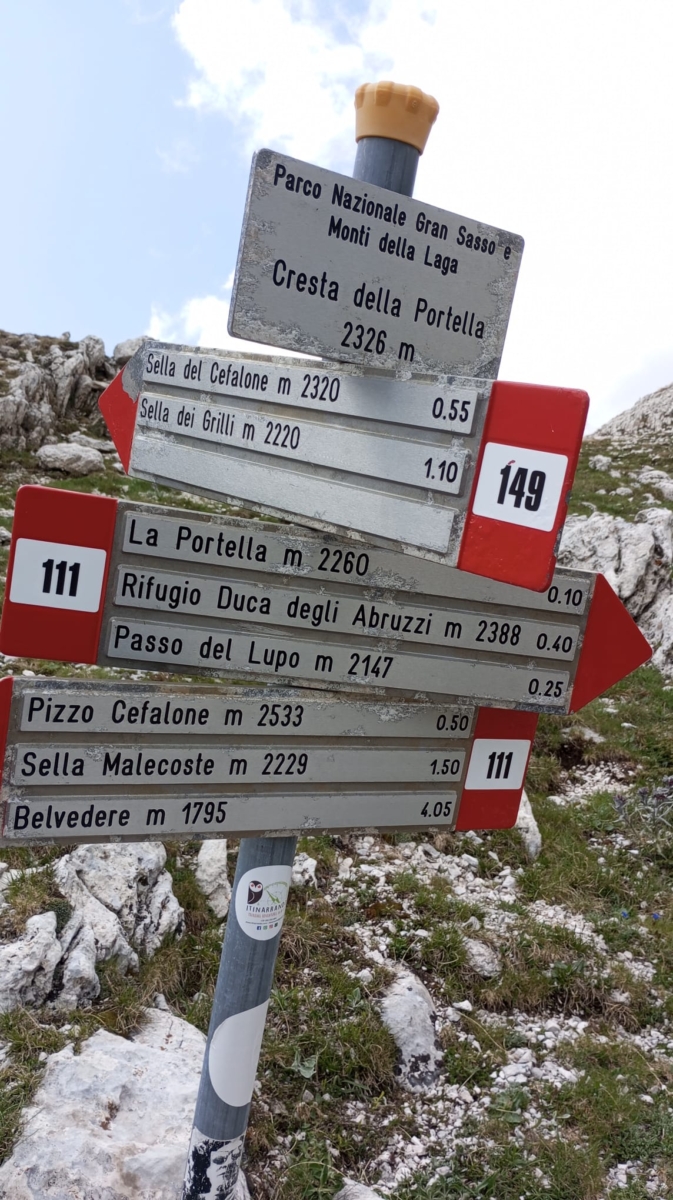 Parco Nazionale Gran Sasso e
Monti della Laga
Cresta della Portella
2326 m
Sella del Cefalone m 2320 0.55
Sella dei Grilli m 2220 1.10
149
111
La Portella m 2260 0.10
Rifugio Duca degli Abruzzi m 2388 0.40
Passo del Lupo m 2147 0.25
Pizzo Cefalone m 2533 0.50
Sella Malecoste m 2229 1.50
Belvedere m 1795 4.05
111